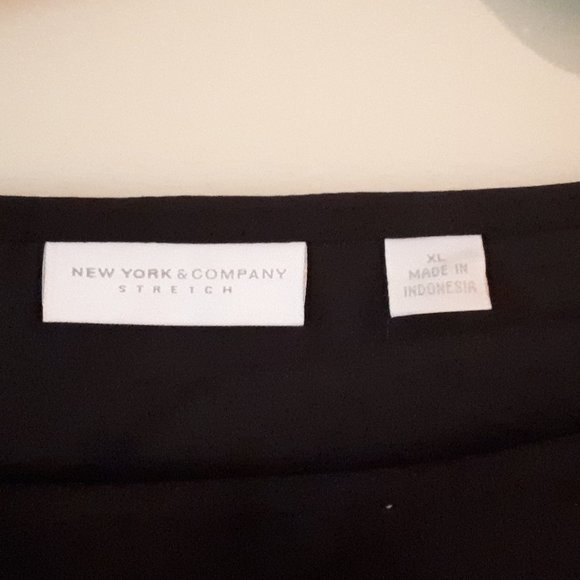 NEW YORK & COMPANY
STRETCH
XL
MADE IN
INDONESIA